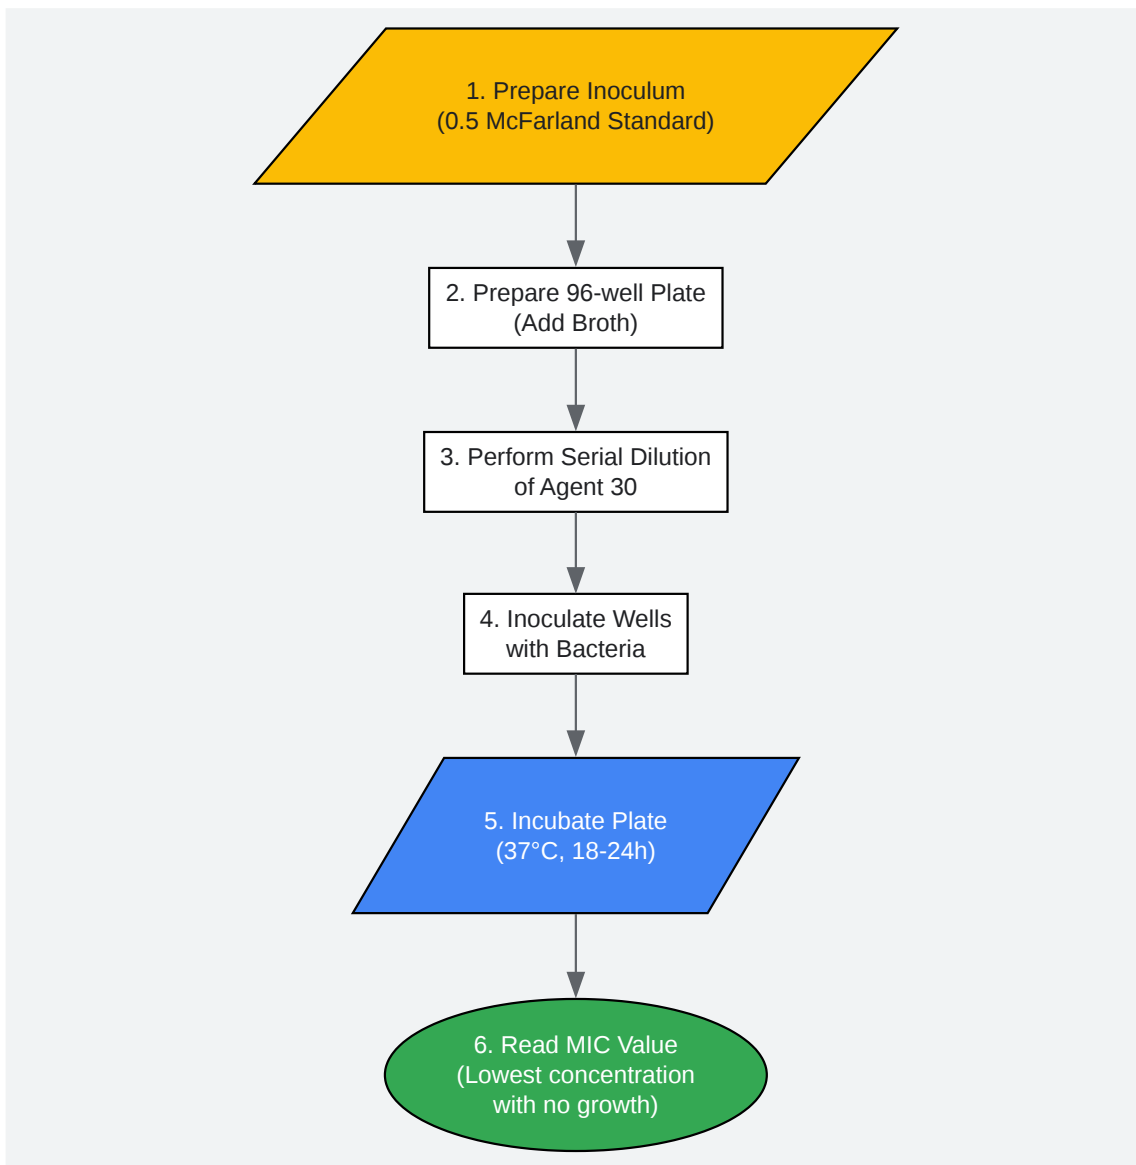 1. Prepare Inoculum
(0.5 McFarland Standard)
2. Prepare 96-well Plate
(Add Broth)
3. Perform Serial Dilution
of Agent 30
4. Inoculate Wells
with Bacteria
5. Incubate Plate
(37°C, 18-24h)
6. Read MIC Value
(Lowest concentration
with no growth)